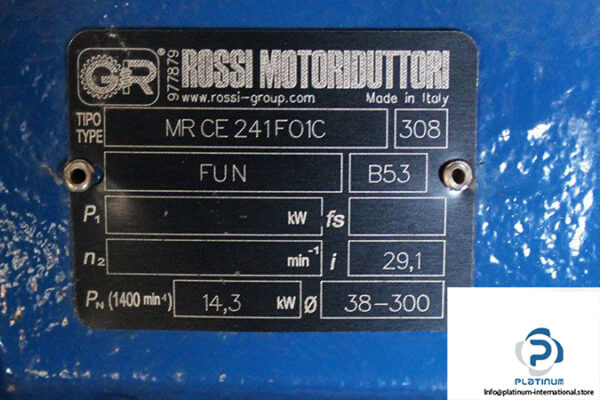 GR ® 977879 ROSSI MOTORIDUTTORI
www.rossi-group.com Made in Italy
TIPO
TYPE MR CE 241F01C 308
FUN B53
P₁ kW fs
n₂ min⁻¹ i 29,1
Pɴ (1400 min⁻¹) 14,3 kW Ø 38-300
P
PLATINUM
Info@platinum-international.store